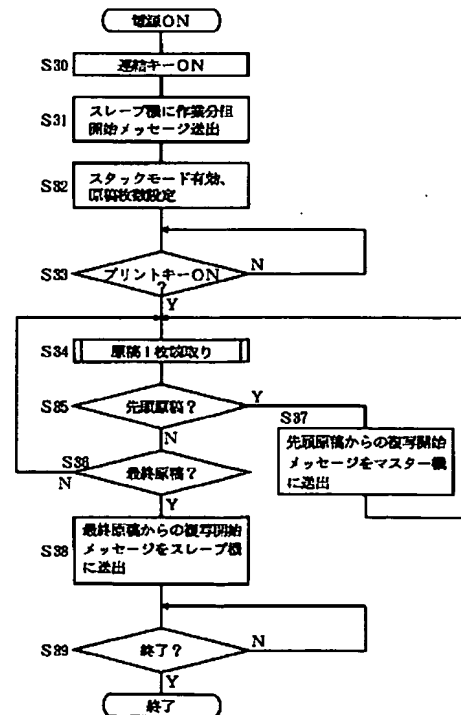 電源ON
S30
連結キーON
S31
スレーブ機に作業分担
開始メッセージ送出
S32
スタックモード有効、
原稿枚数設定
S33
プリントキーON
?
N
Y
S34
原稿1枚読取り
S35
先頭原稿?
Y
N
S37
先頭原稿からの複写開始
メッセージをマスター機
に送出
S36
最終原稿?
N
Y
S38
最終原稿からの複写開始
メッセージをスレーブ機
に送出
S39
終了?
N
Y
終了